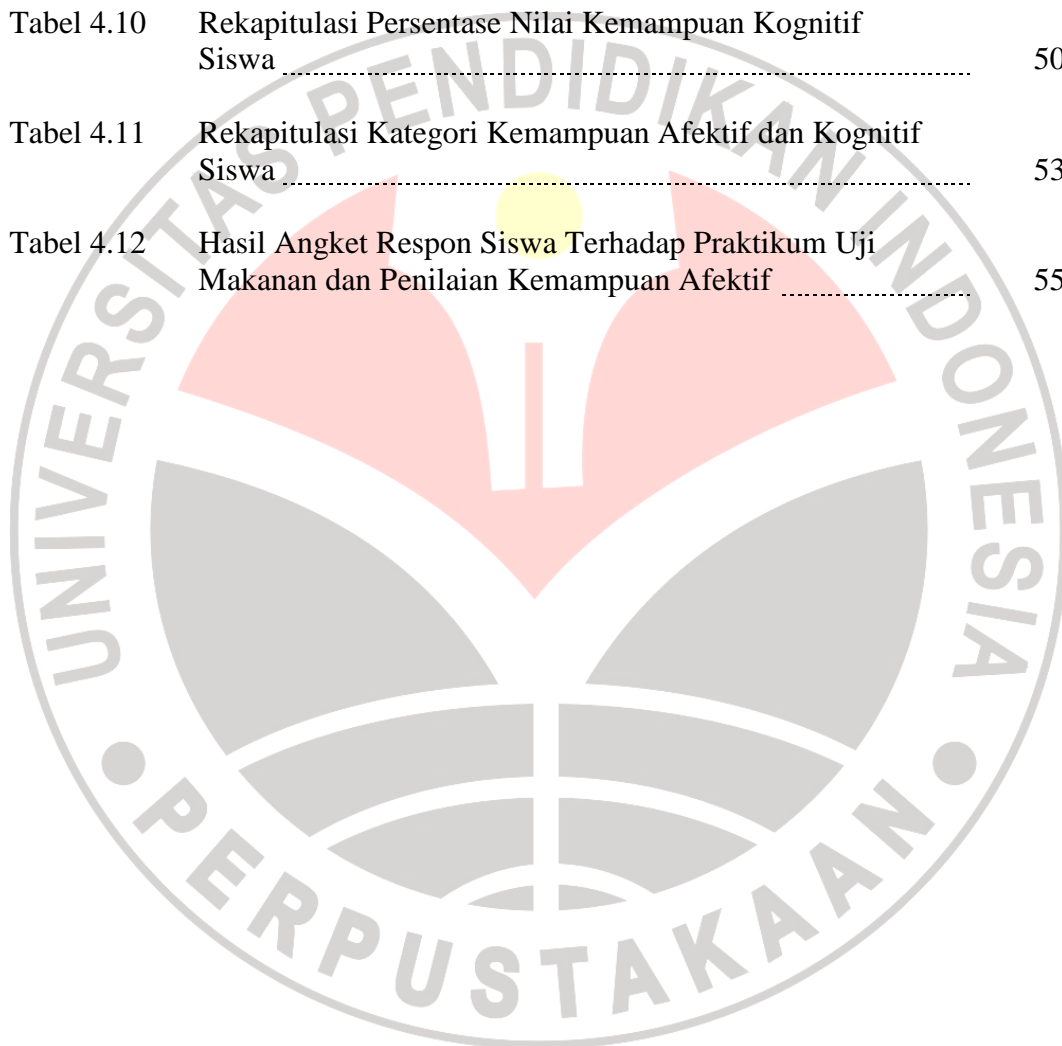 Tabel 4.10 Rekapitulasi Persentase Nilai Kemampuan Kognitif
Siswa 50
Tabel 4.11 Rekapitulasi Kategori Kemampuan Afektif dan Kognitif
Siswa 53
Tabel 4.12 Hasil Angket Respon Siswa Terhadap Praktikum Uji
Makanan dan Penilaian Kemampuan Afektif 55
UNIVERSITAS PENDIDIKAN INDONESIA
PERPUSTAKAAN